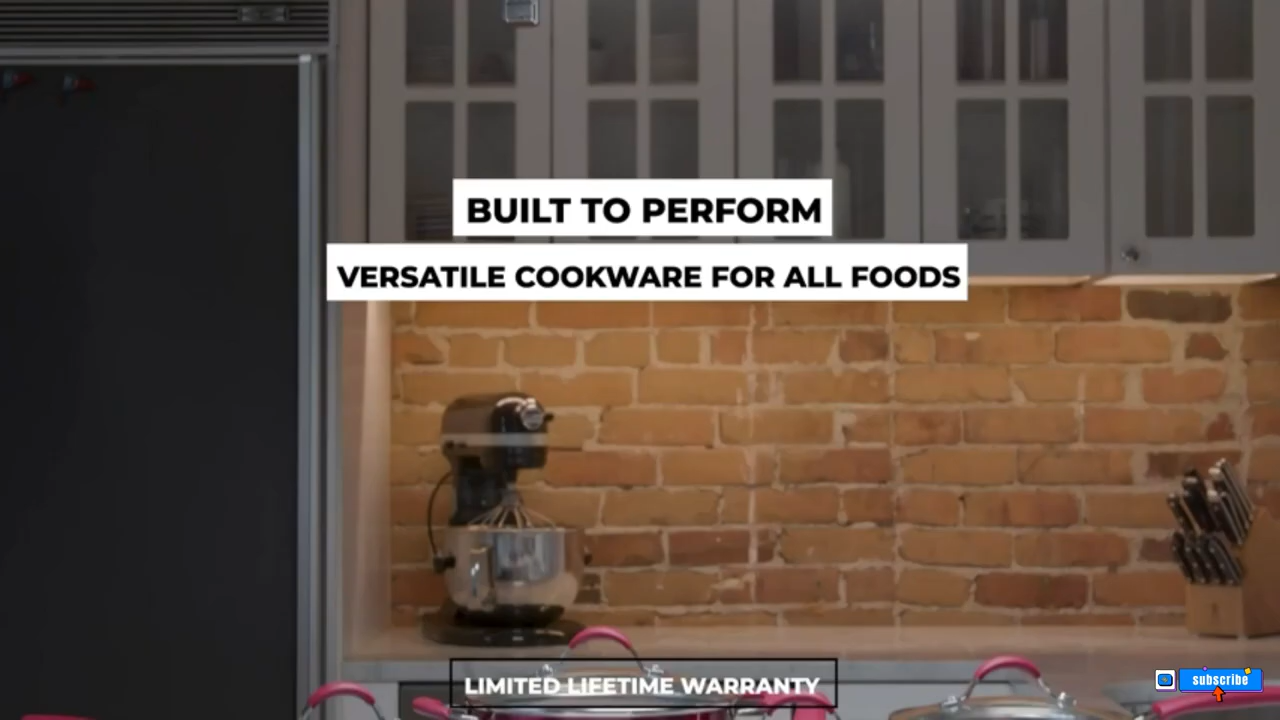 BUILT TO PERFORM
VERSATILE COOKWARE FOR ALL FOODS
LIMITED LIFETIME WARRANTY
subscribe